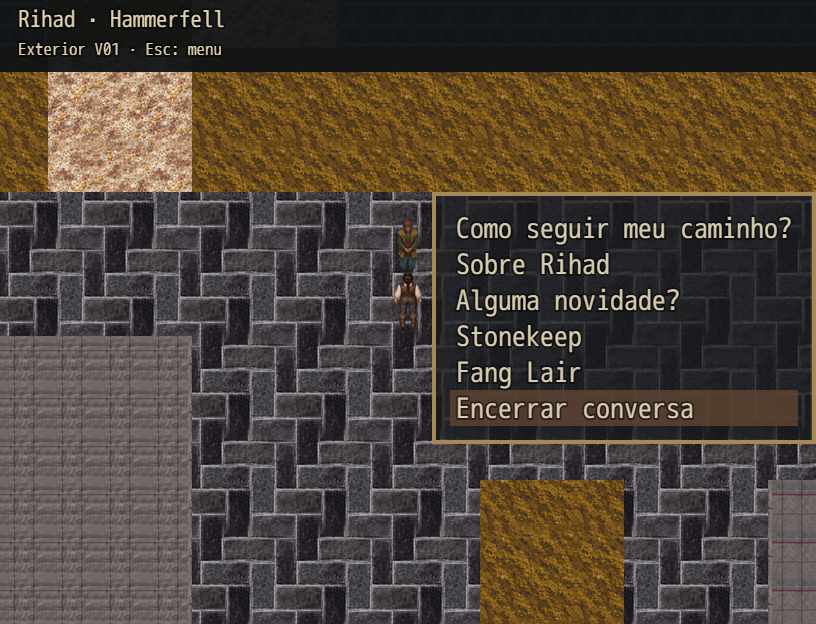 Rihad · Hammerfell
Exterior V01 · Esc: menu
Como seguir meu caminho?
Sobre Rihad
Alguma novidade?
Stonekeep
Fang Lair
Encerrar conversa